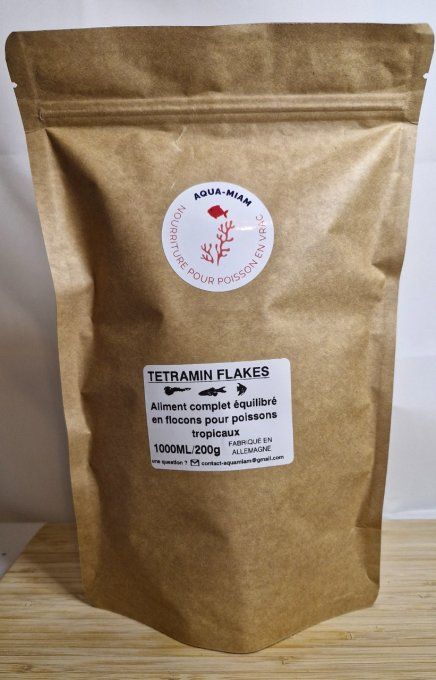 AQUA-MIAM
NOURRITURE POUR POISSON EN VRAC
TETRAMIN FLAKES
Aliment complet équilibré
en flocons pour poissons
tropicaux
1000ML/200g FABRIQUÉ EN
ALLEMAGNE
une question ? contact-aquamiam@gmail.com